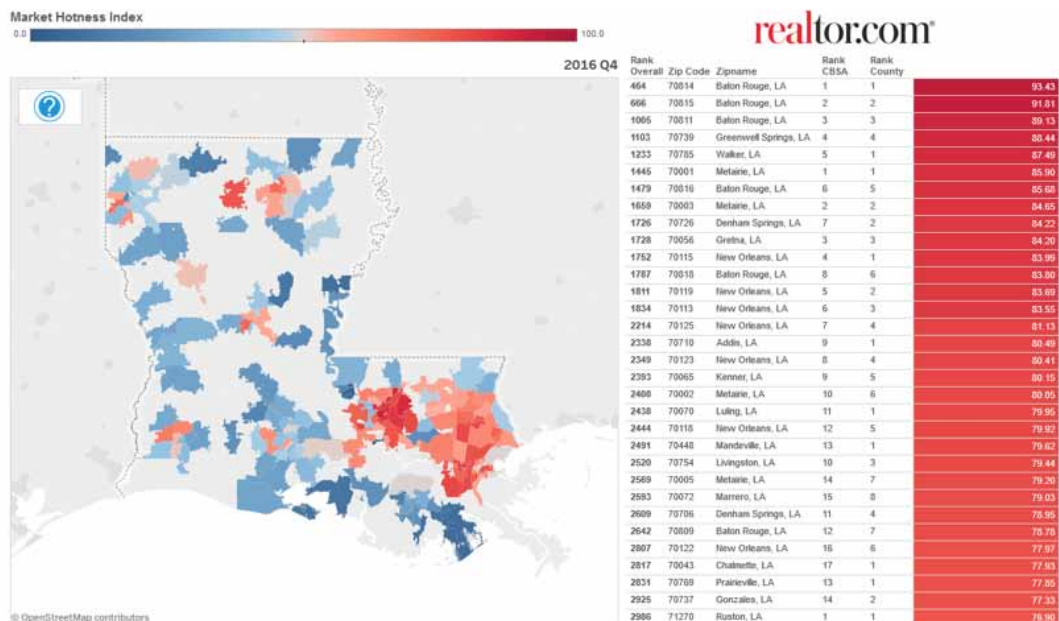 Market Hotness Index
0.0 100.0
2016 Q4
realtor.com®
Rank Overall Zip Code Zipname Rank CBSA Rank County
464 70814 Baton Rouge, LA 1 1 93.43
666 70815 Baton Rouge, LA 2 2 91.81
1005 70811 Baton Rouge, LA 3 3 89.13
1103 70739 Greenwell Springs, LA 4 4 88.44
1233 70785 Walker, LA 5 1 87.49
1445 70001 Metairie, LA 1 1 85.90
1479 70816 Baton Rouge, LA 6 5 85.68
1659 70003 Metairie, LA 2 2 84.65
1726 70726 Denham Springs, LA 7 2 84.22
1728 70056 Gretna, LA 3 3 84.20
1752 70115 New Orleans, LA 4 1 83.99
1787 70818 Baton Rouge, LA 8 6 83.80
1811 70119 New Orleans, LA 5 2 83.69
1834 70113 New Orleans, LA 6 3 83.55
2214 70125 New Orleans, LA 7 4 81.13
2338 70710 Addis, LA 9 1 80.49
2349 70123 New Orleans, LA 8 4 80.41
2393 70065 Kenner, LA 9 5 80.15
2408 70002 Metairie, LA 10 6 80.05
2438 70070 Luling, LA 11 1 79.95
2444 70118 New Orleans, LA 12 5 79.92
2491 70448 Mandeville, LA 13 1 79.62
2520 70754 Livingston, LA 10 3 79.44
2569 70005 Metairie, LA 14 7 79.20
2593 70072 Marrero, LA 15 8 79.03
2609 70706 Denham Springs, LA 11 4 78.95
2642 70809 Baton Rouge, LA 12 7 78.78
2807 70122 New Orleans, LA 16 6 77.97
2817 70043 Chalmette, LA 17 1 77.93
2831 70769 Prairieville, LA 13 1 77.85
2925 70737 Gonzales, LA 14 2 77.33
2986 71270 Ruston, LA 1 1 76.90
© OpenStreetMap contributors